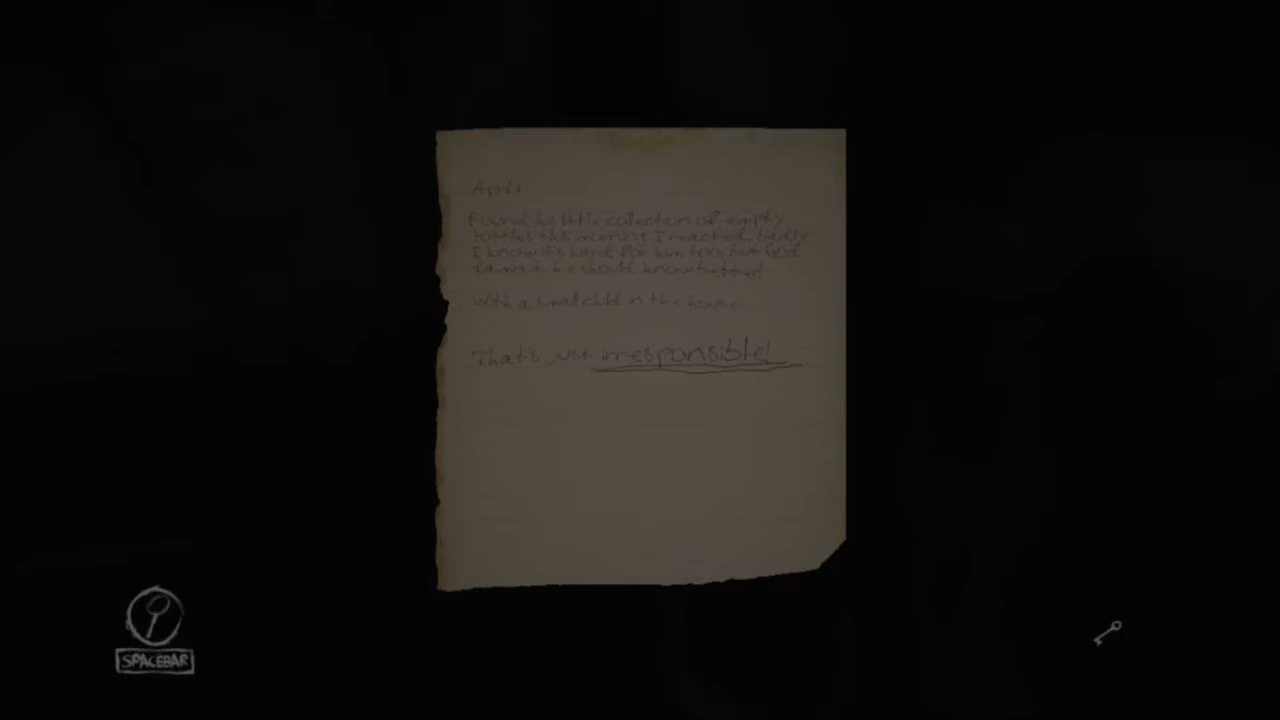 April
Found his little collection of empty
bottles this I reacted badly
I know it's hard for him too, but God
damn it he should know better!
With a small child in the house
That's just irresponsible!
SPACEBAR